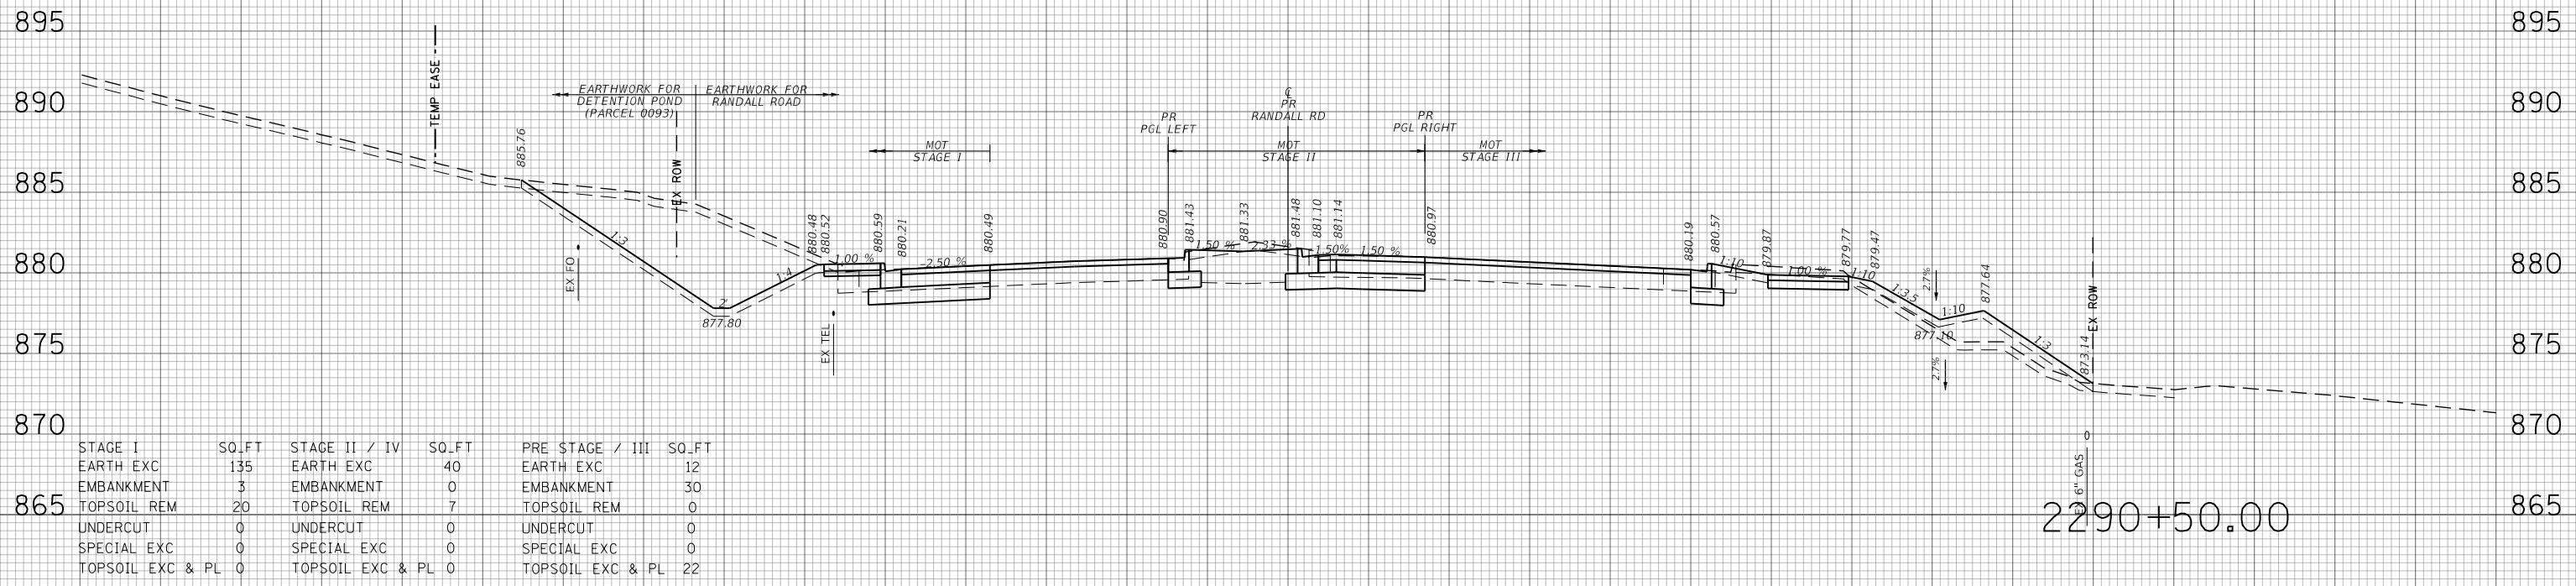 895
895
890
890
885
885
880
880
875
875
870
870
865
865
TEMP EASE
EARTHWORK FOR
DETENTION POND
(PARCEL 0093)
EARTHWORK FOR
RANDALL ROAD
EX ROW
MOT
STAGE I
PR
PGL LEFT
℄
PR
RANDALL RD
MOT
STAGE II
PR
PGL RIGHT
MOT
STAGE III
885.76
1:3
EX FO
2'
877.80
1:4
EX TEL
880.48
880.52
1.00 %
880.59
880.21
-2.50 %
880.49
880.90
881.43
1.50 %
881.33
2.33 %
881.48
881.10
881.14
-1.50%
1.50 %
880.97
880.19
880.57
1:10
879.87
1.00 %
879.77
879.47
1:10
1:3.5
2.7%
877.10
2.7%
1:10
877.64
1:3
EX ROW
873.14
EX 6" GAS
2290+50.00
STAGE I SQ_FT
EARTH EXC 135
EMBANKMENT 3
TOPSOIL REM 20
UNDERCUT 0
SPECIAL EXC 0
TOPSOIL EXC & PL 0
STAGE II / IV SQ_FT
EARTH EXC 40
EMBANKMENT 0
TOPSOIL REM 7
UNDERCUT 0
SPECIAL EXC 0
TOPSOIL EXC & PL 0
PRE STAGE / III SQ_FT
EARTH EXC 12
EMBANKMENT 30
TOPSOIL REM 0
UNDERCUT 0
SPECIAL EXC 0
TOPSOIL EXC & PL 22